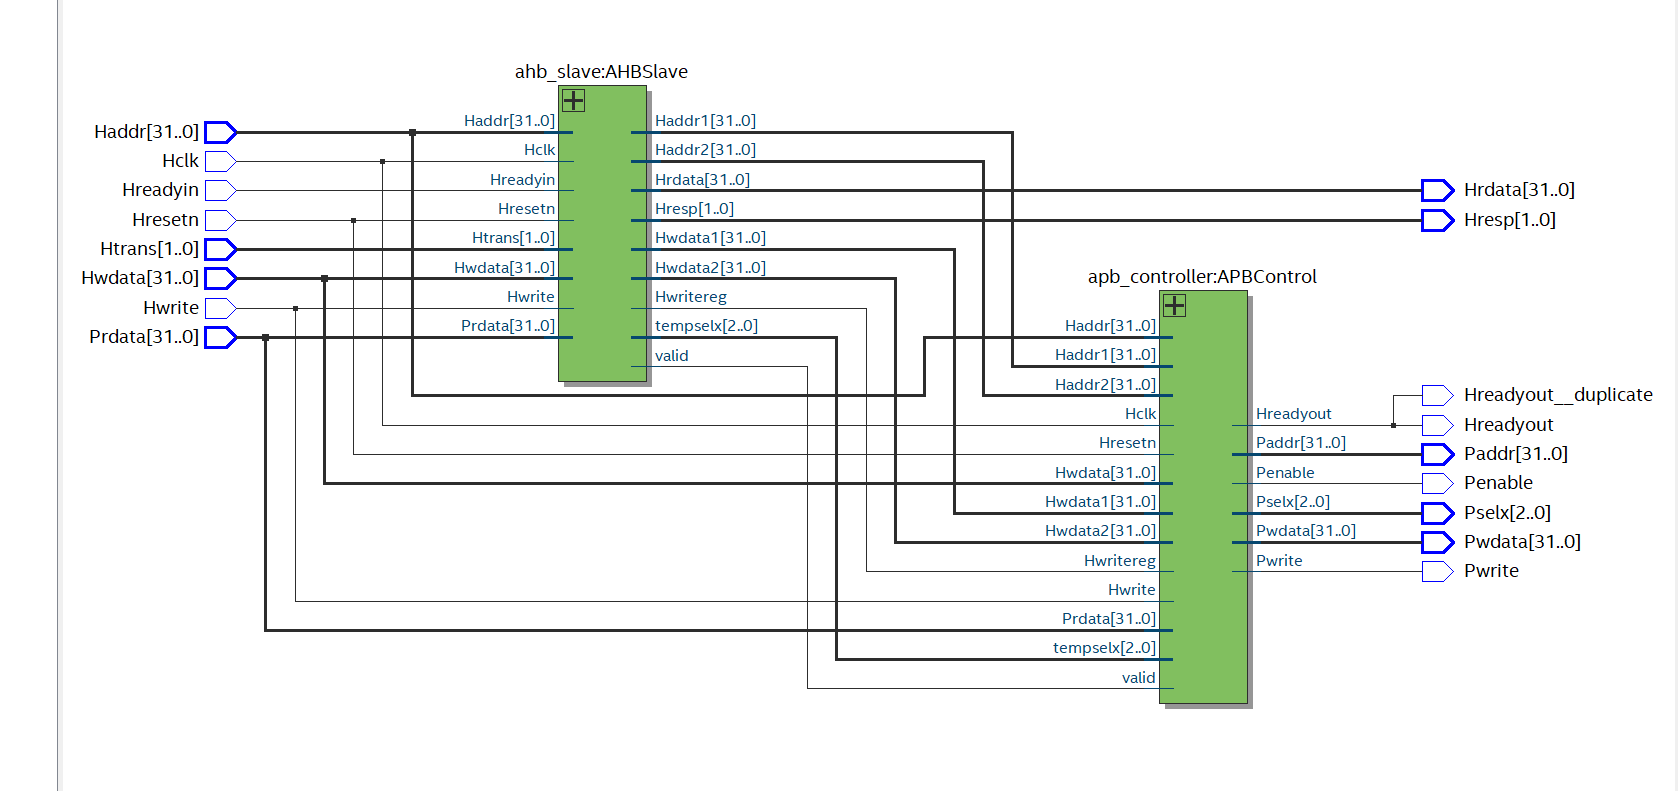 ahb_slave:AHBSlave
Haddr[31..0]
Hclk
Hreadyin
Hresetn
Htrans[1..0]
Hwdata[31..0]
Hwrite
Prdata[31..0]
Haddr[31..0]
Hclk
Hreadyin
Hresetn
Htrans[1..0]
Hwdata[31..0]
Hwrite
Prdata[31..0]
Haddr1[31..0]
Haddr2[31..0]
Hrdata[31..0]
Hresp[1..0]
Hwdata1[31..0]
Hwdata2[31..0]
Hwritereg
tempselx[2..0]
valid
Hrdata[31..0]
Hresp[1..0]
apb_controller:APBControl
Haddr[31..0]
Haddr1[31..0]
Haddr2[31..0]
Hclk
Hresetn
Hwdata[31..0]
Hwdata1[31..0]
Hwdata2[31..0]
Hwritereg
Hwrite
Prdata[31..0]
tempselx[2..0]
valid
Hreadyout
Paddr[31..0]
Penable
Pselx[2..0]
Pwdata[31..0]
Pwrite
Hreadyout__duplicate
Hreadyout
Paddr[31..0]
Penable
Pselx[2..0]
Pwdata[31..0]
Pwrite